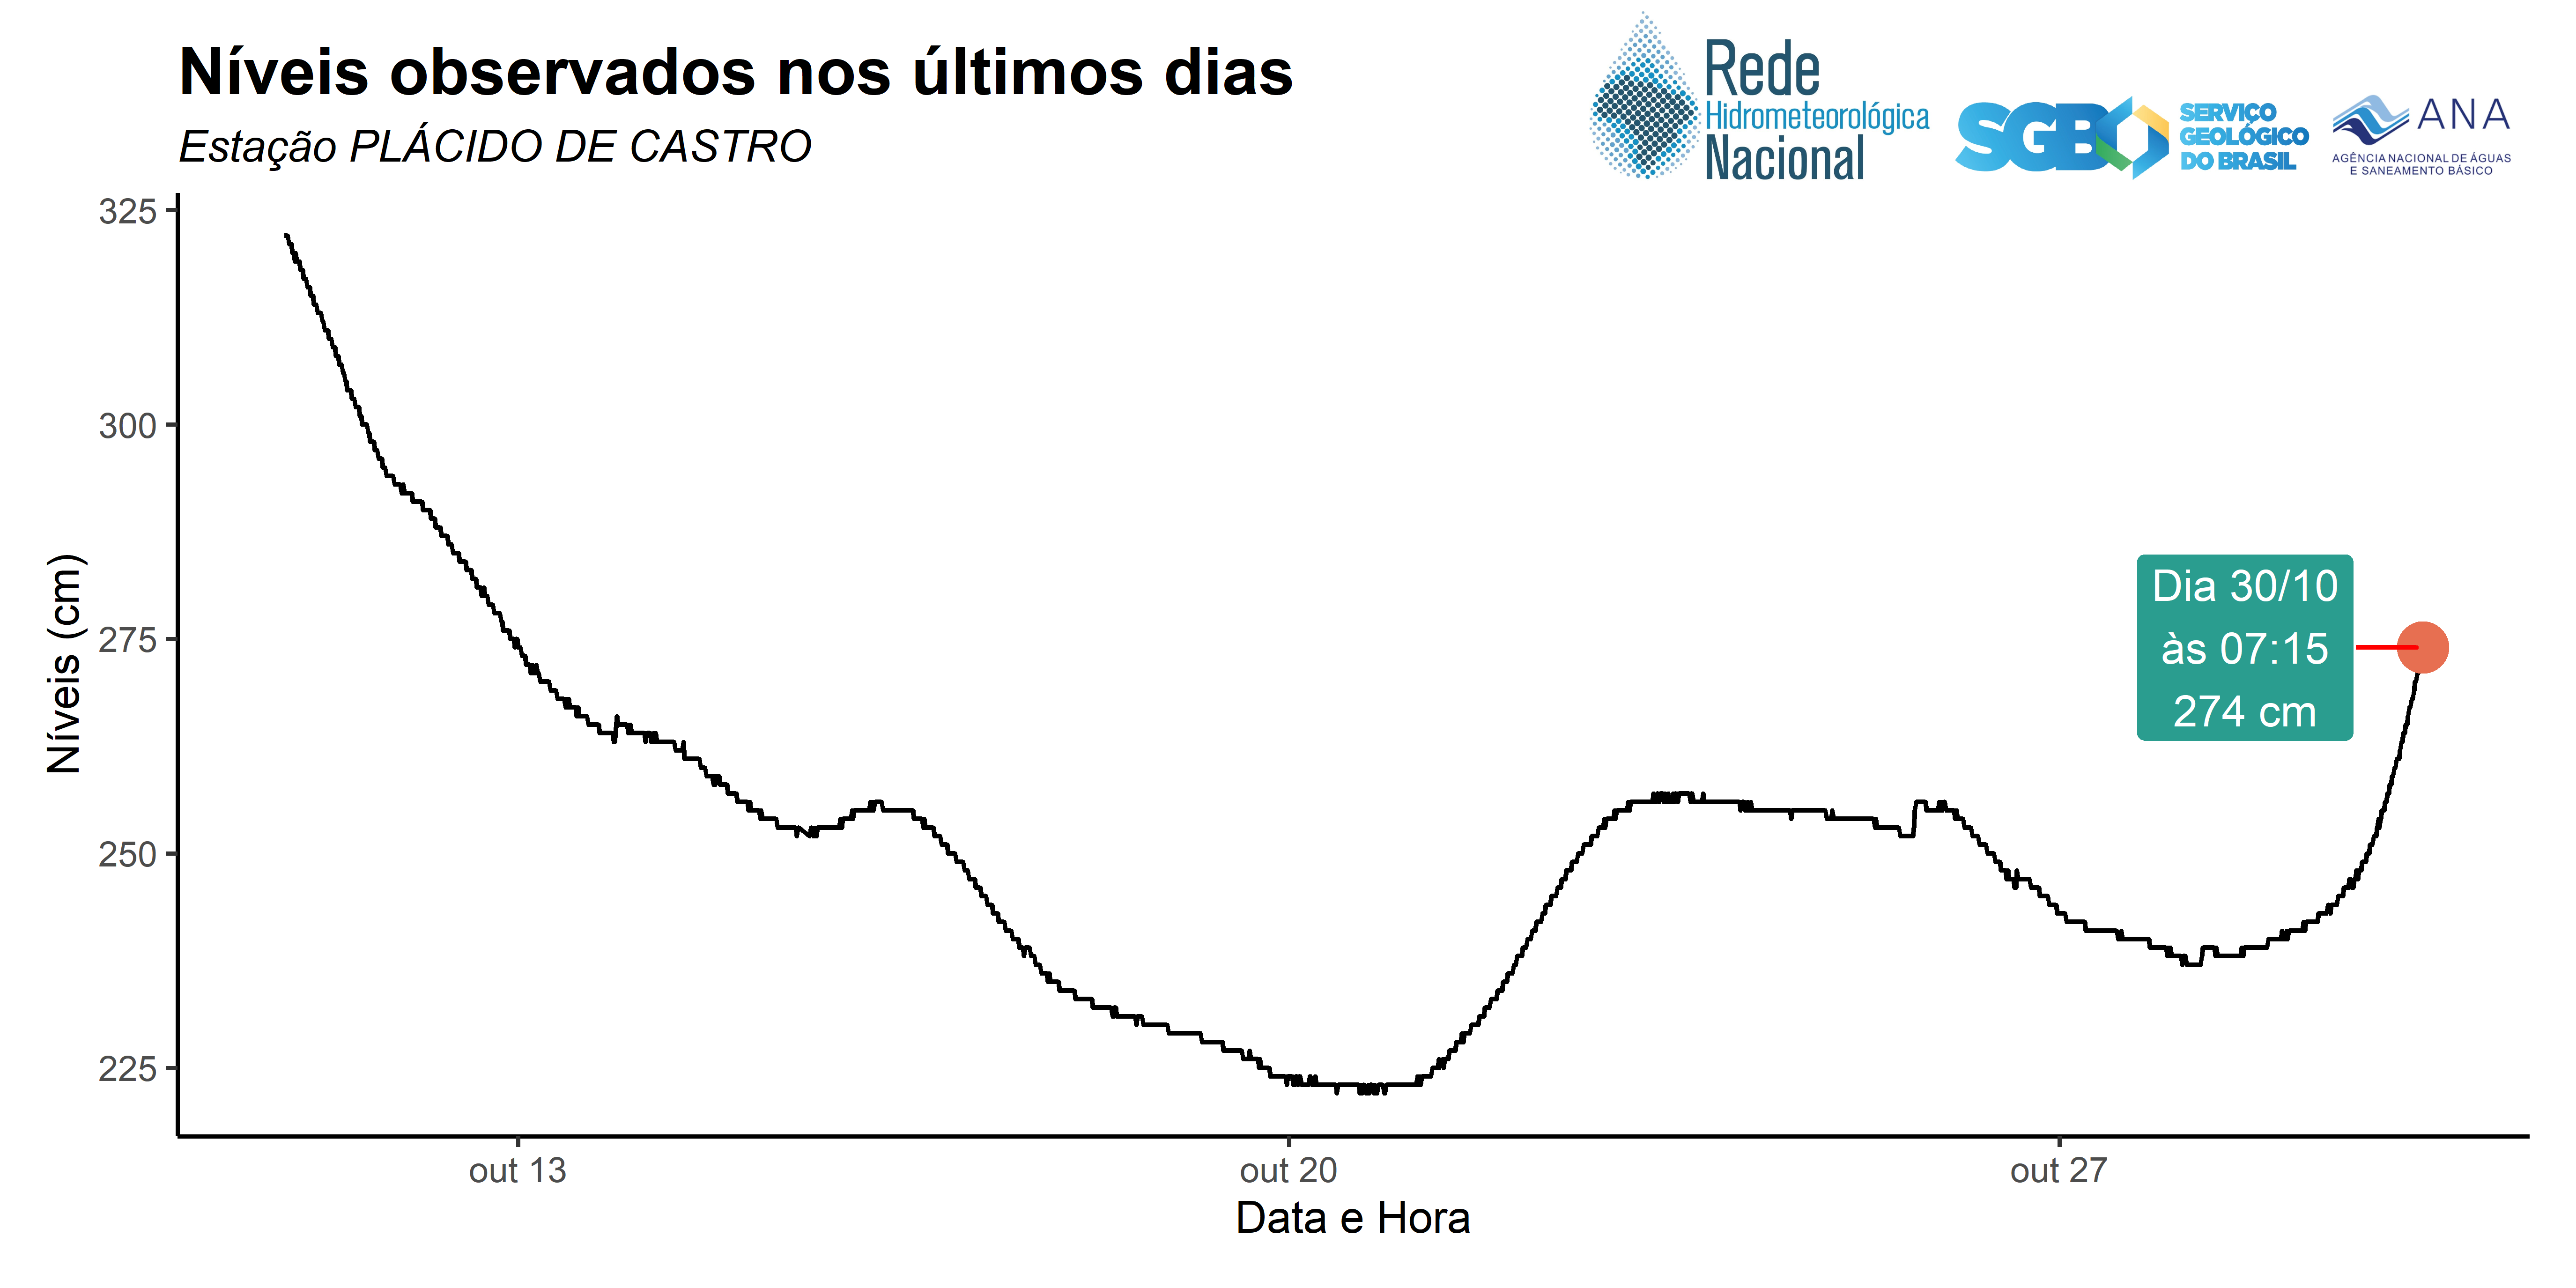 Níveis observados nos últimos dias
Estação PLÁCIDO DE CASTRO
Rede
Hidrometeorológica
Nacional
SGB
SERVIÇO
GEOLÓGICO
DO BRASIL
ANA
AGÊNCIA NACIONAL DE ÁGUAS
E SANEAMENTO BÁSICO
Níveis (cm)
325
300
275
250
225
Dia 30/10
às 07:15
274 cm
out 13
out 20
out 27
Data e Hora